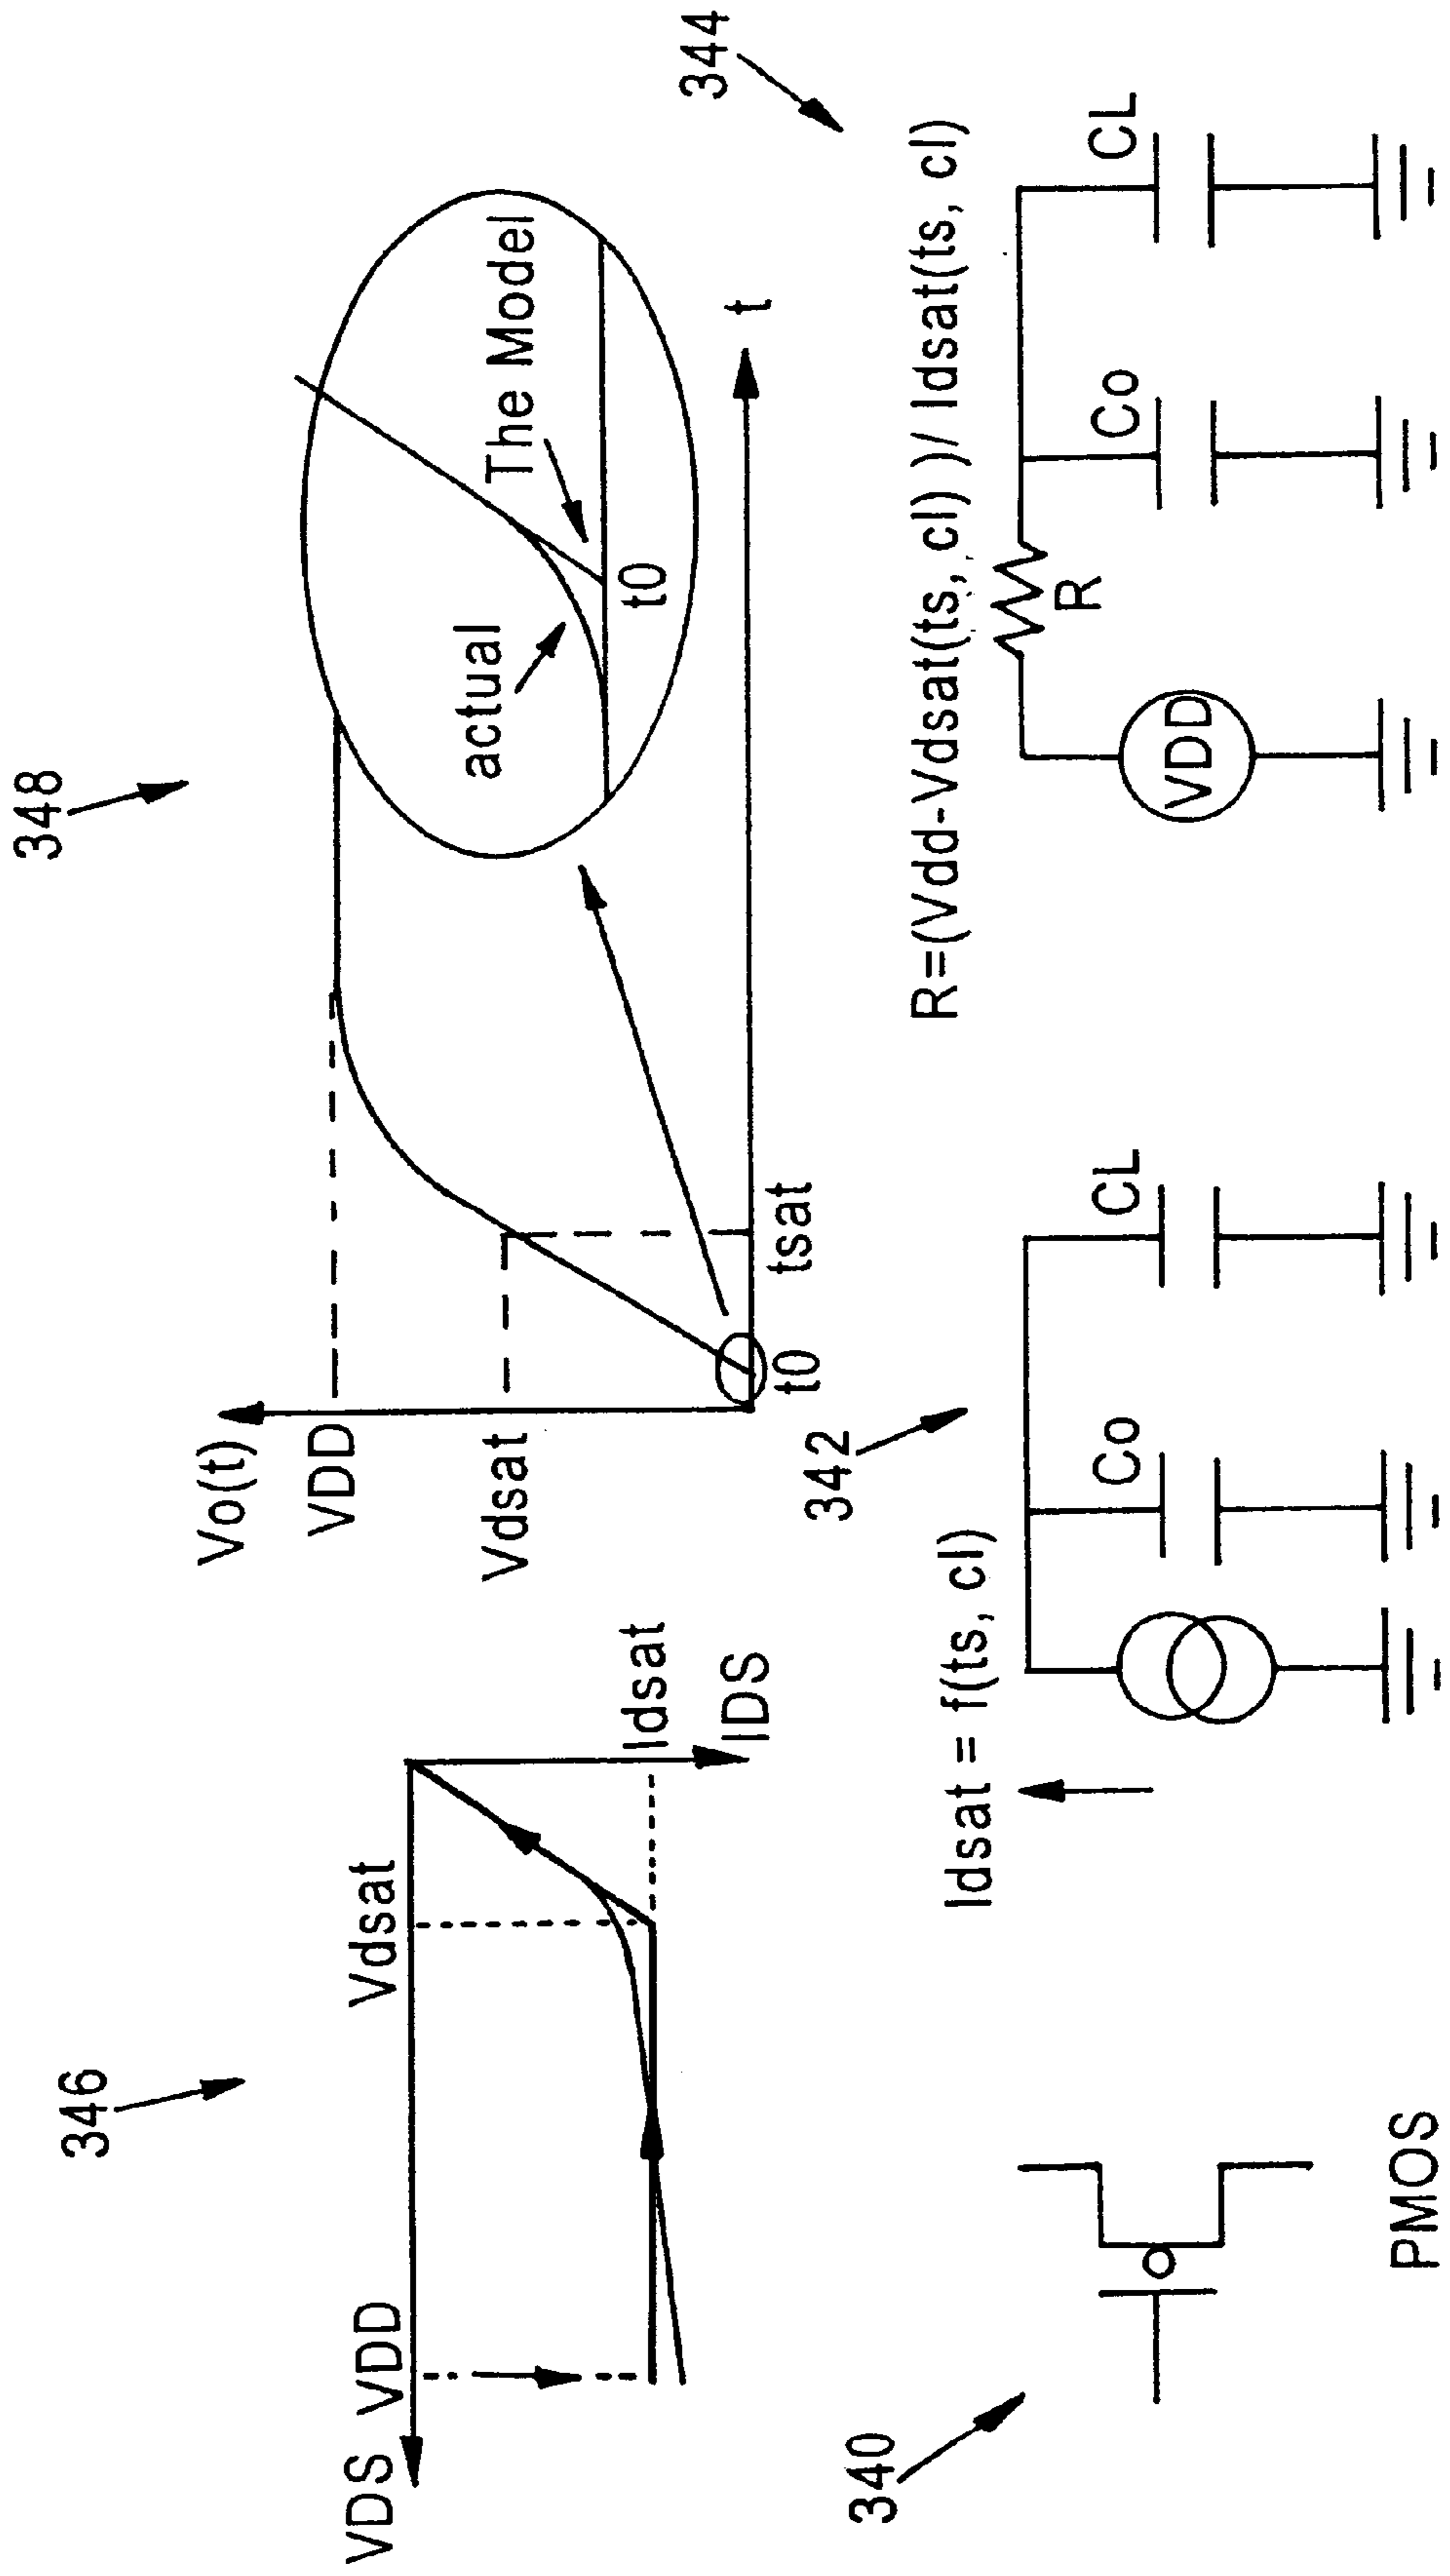 346
VDS
VDD
Vdsat
Idsat
IDS
348
Vo(t)
VDD
Vdsat
t0
tsat
t
actual
The Model
t0
340
PMOS
342
Idsat = f(ts, cl)
Co
CL
344
R=(Vdd-Vdsat(ts, cl) )/ Idsat(ts, cl)
VDD
R
Co
CL